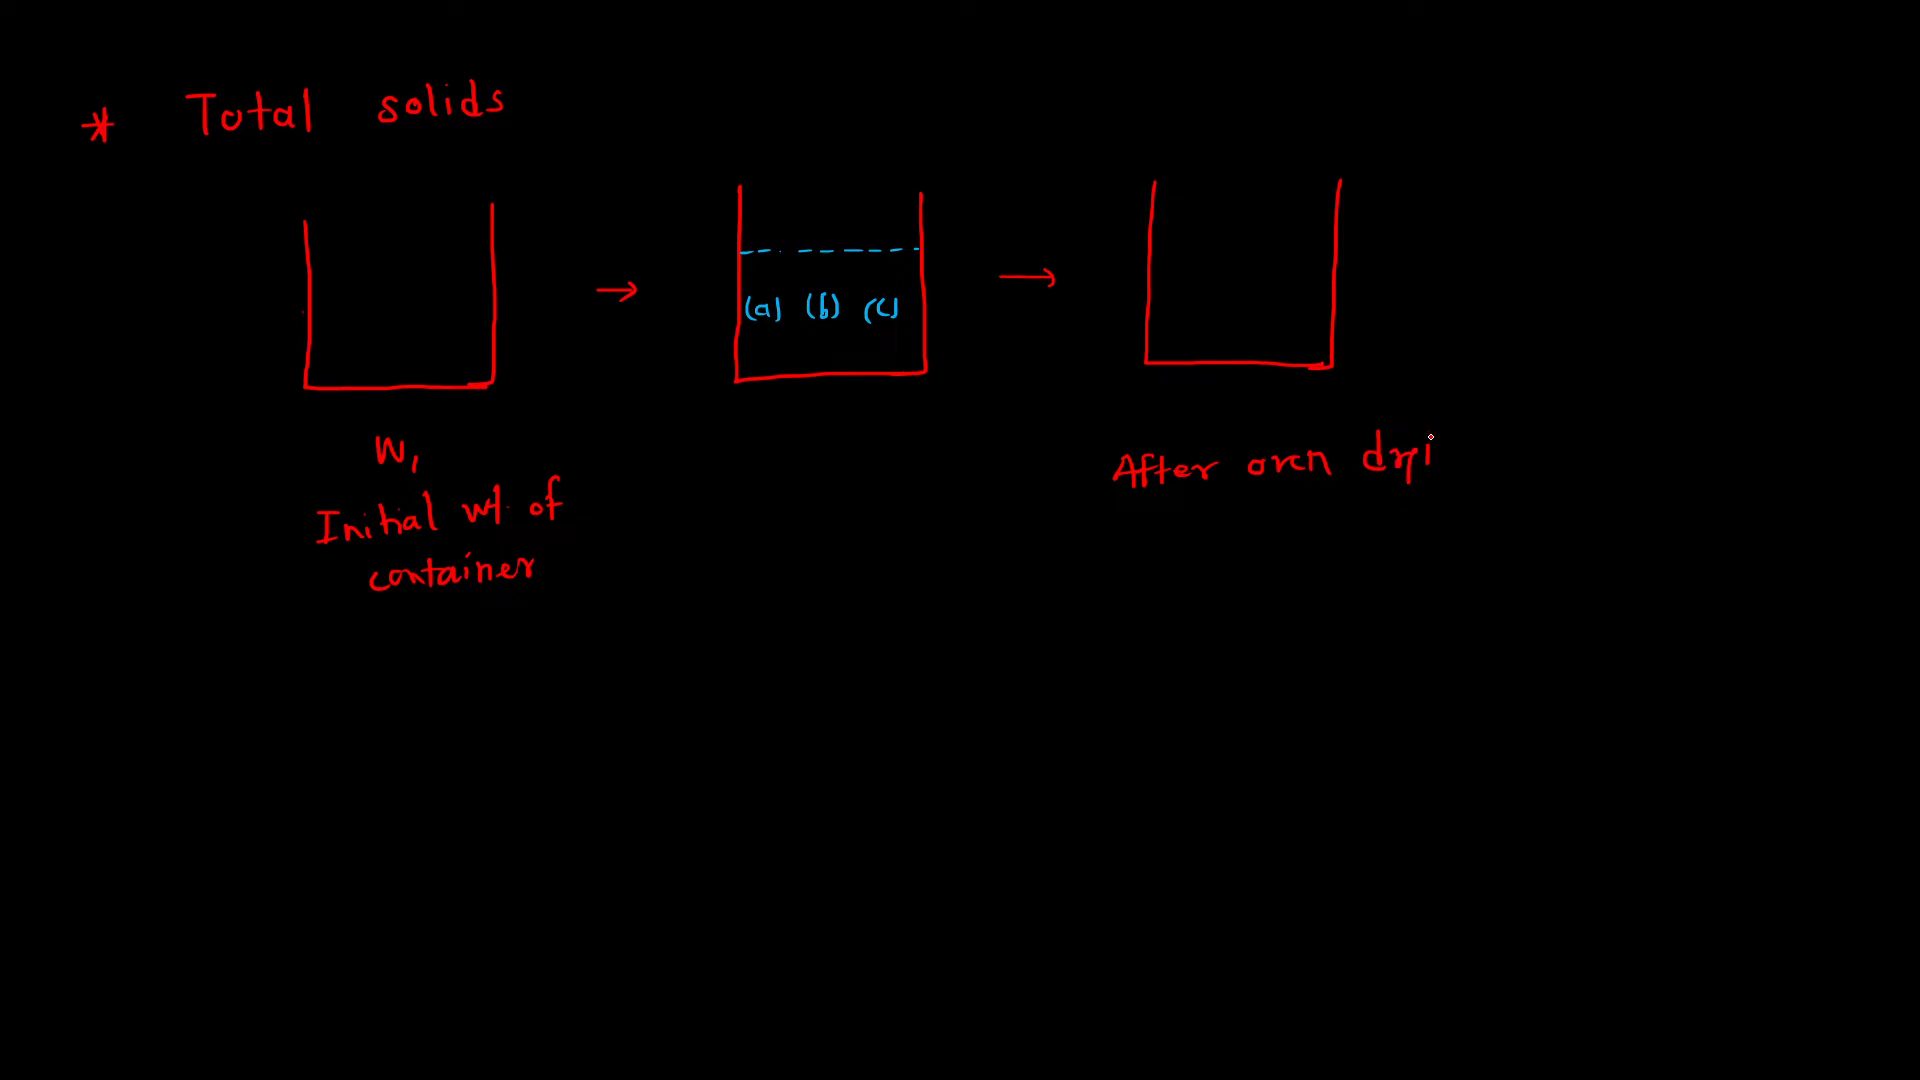 * Total solids
(a) (b) (c)
W1
Initial wt. of
container
After oven dryi